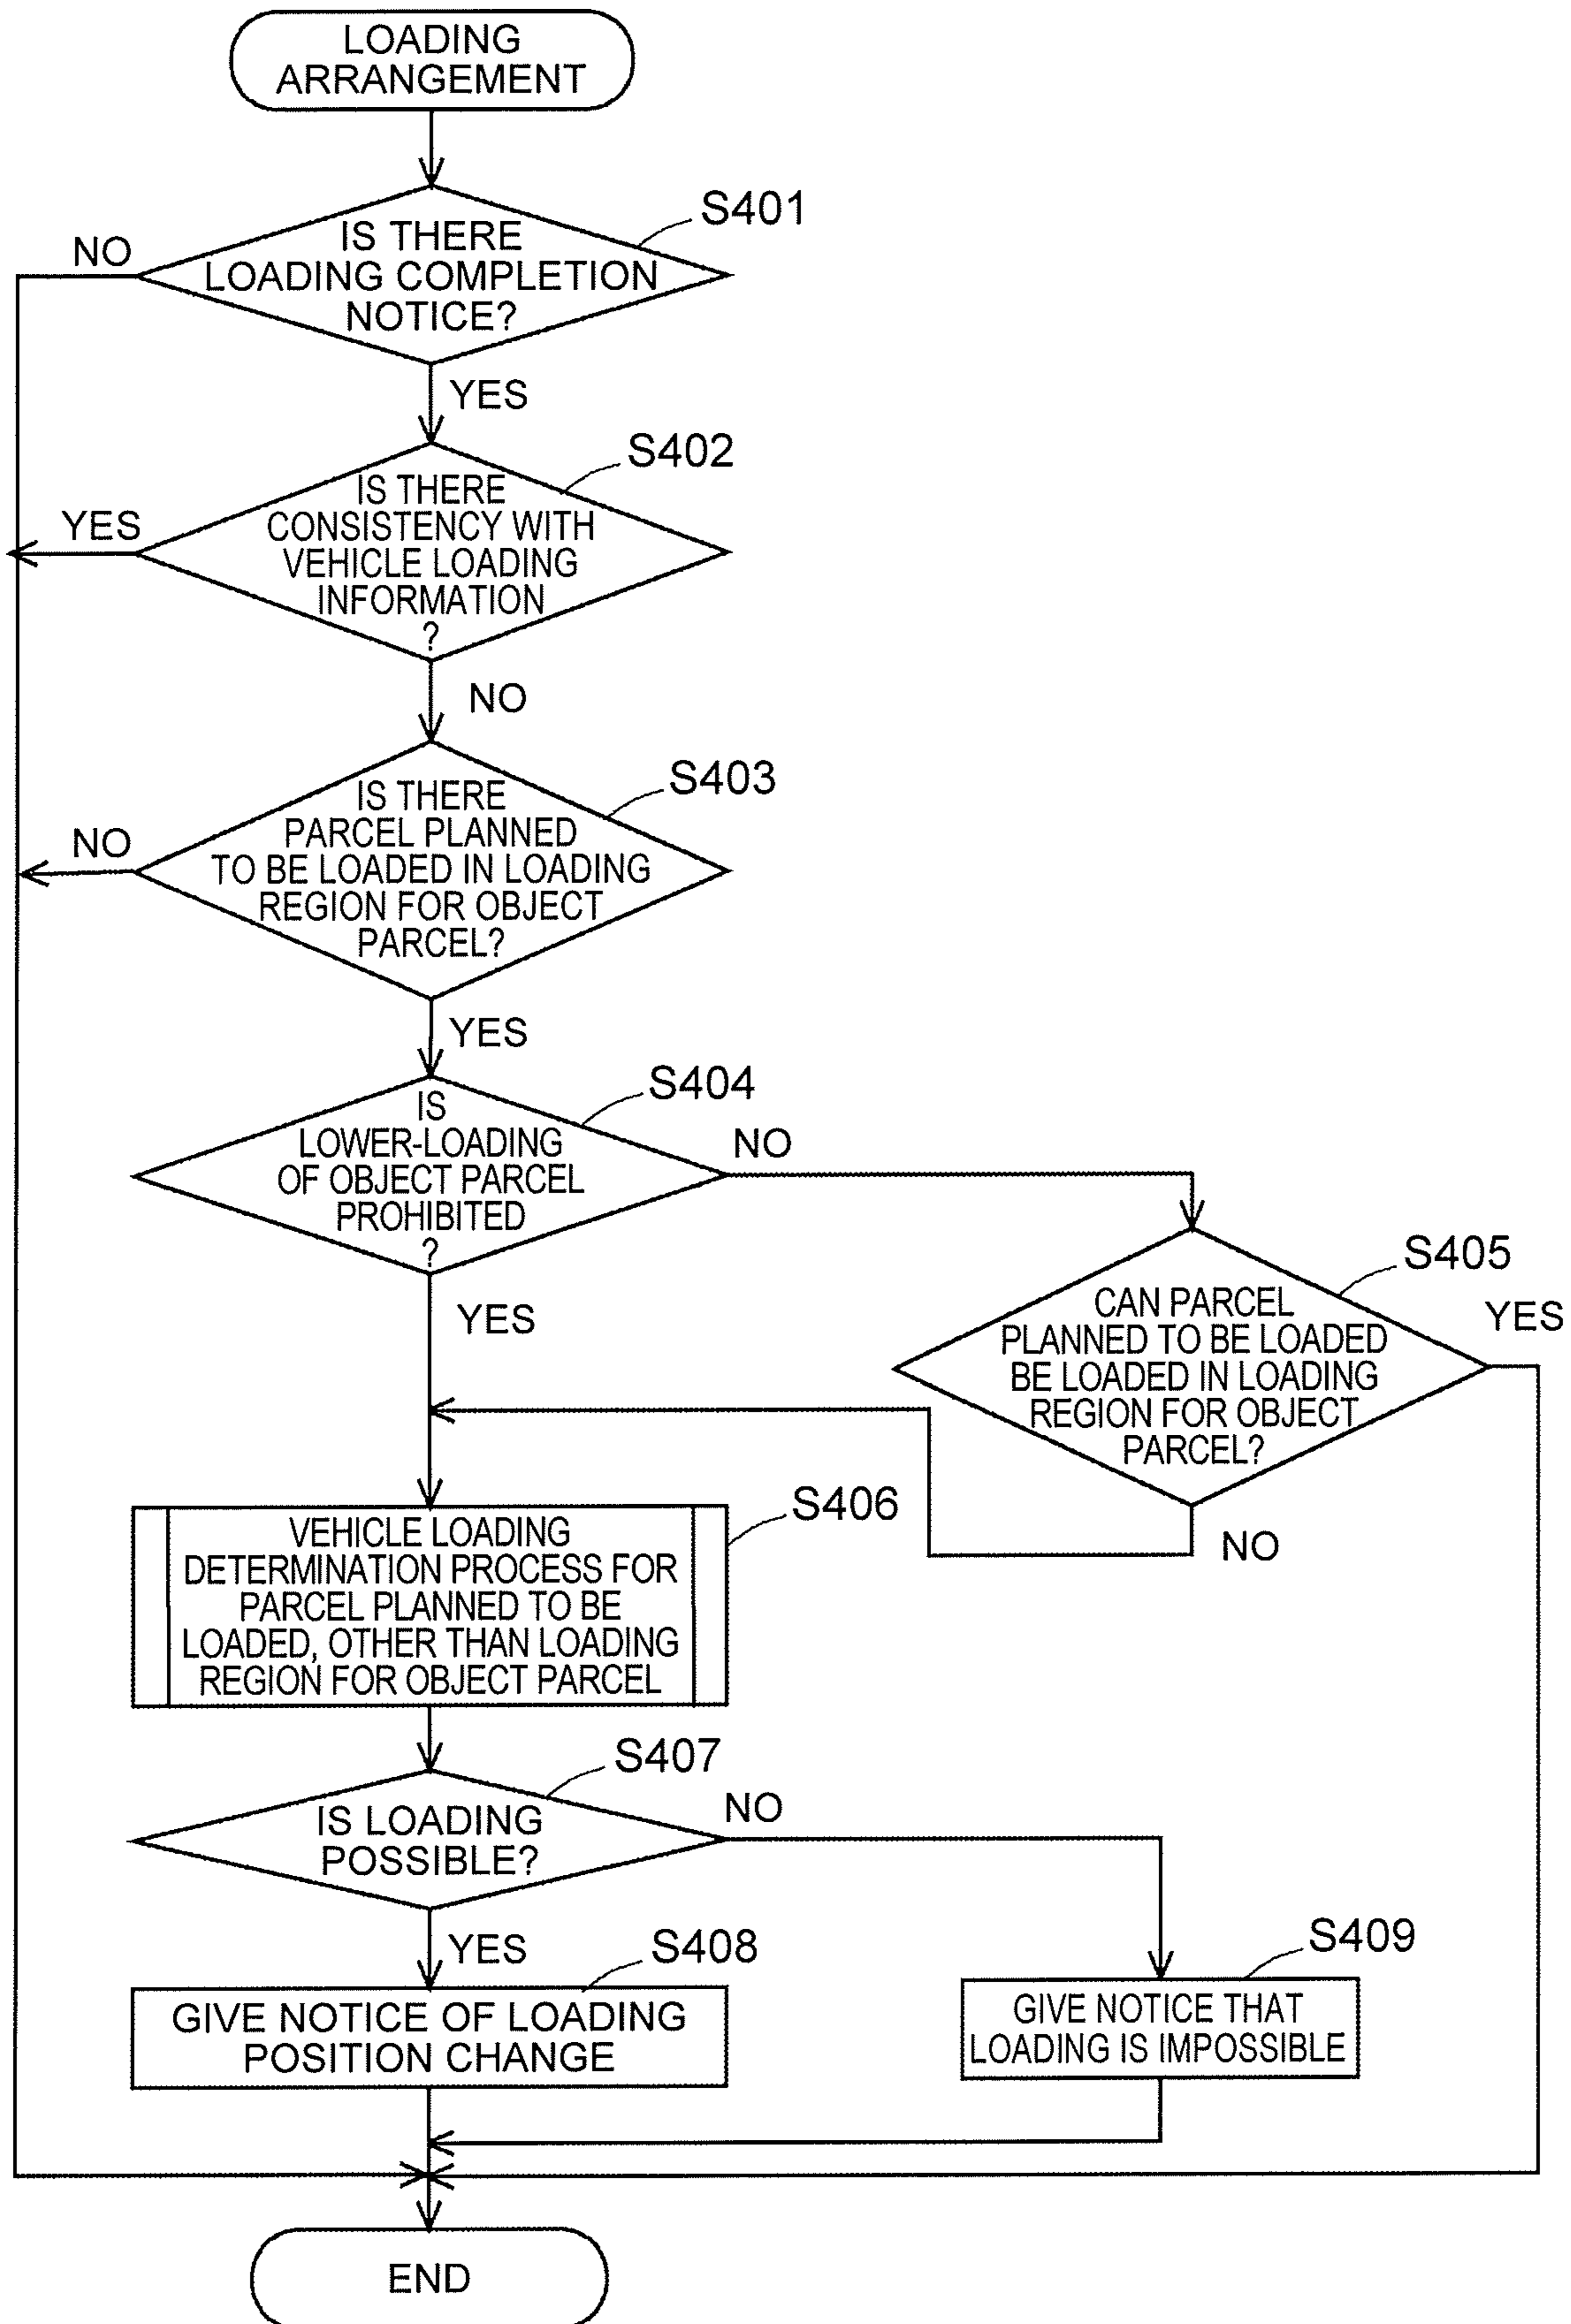 LOADING
ARRANGEMENT
S401
IS THERE
LOADING COMPLETION
NOTICE?
NO
YES
S402
IS THERE
CONSISTENCY WITH
VEHICLE LOADING
INFORMATION
?
YES
NO
S403
IS THERE
PARCEL PLANNED
TO BE LOADED IN LOADING
REGION FOR OBJECT
PARCEL?
NO
YES
S404
IS
LOWER-LOADING
OF OBJECT PARCEL
PROHIBITED
?
NO
YES
S405
CAN PARCEL
PLANNED TO BE LOADED
BE LOADED IN LOADING
REGION FOR OBJECT
PARCEL?
YES
NO
S406
VEHICLE LOADING
DETERMINATION PROCESS FOR
PARCEL PLANNED TO BE
LOADED, OTHER THAN LOADING
REGION FOR OBJECT PARCEL
S407
IS LOADING
POSSIBLE?
NO
YES
S408
GIVE NOTICE OF LOADING
POSITION CHANGE
S409
GIVE NOTICE THAT
LOADING IS IMPOSSIBLE
END